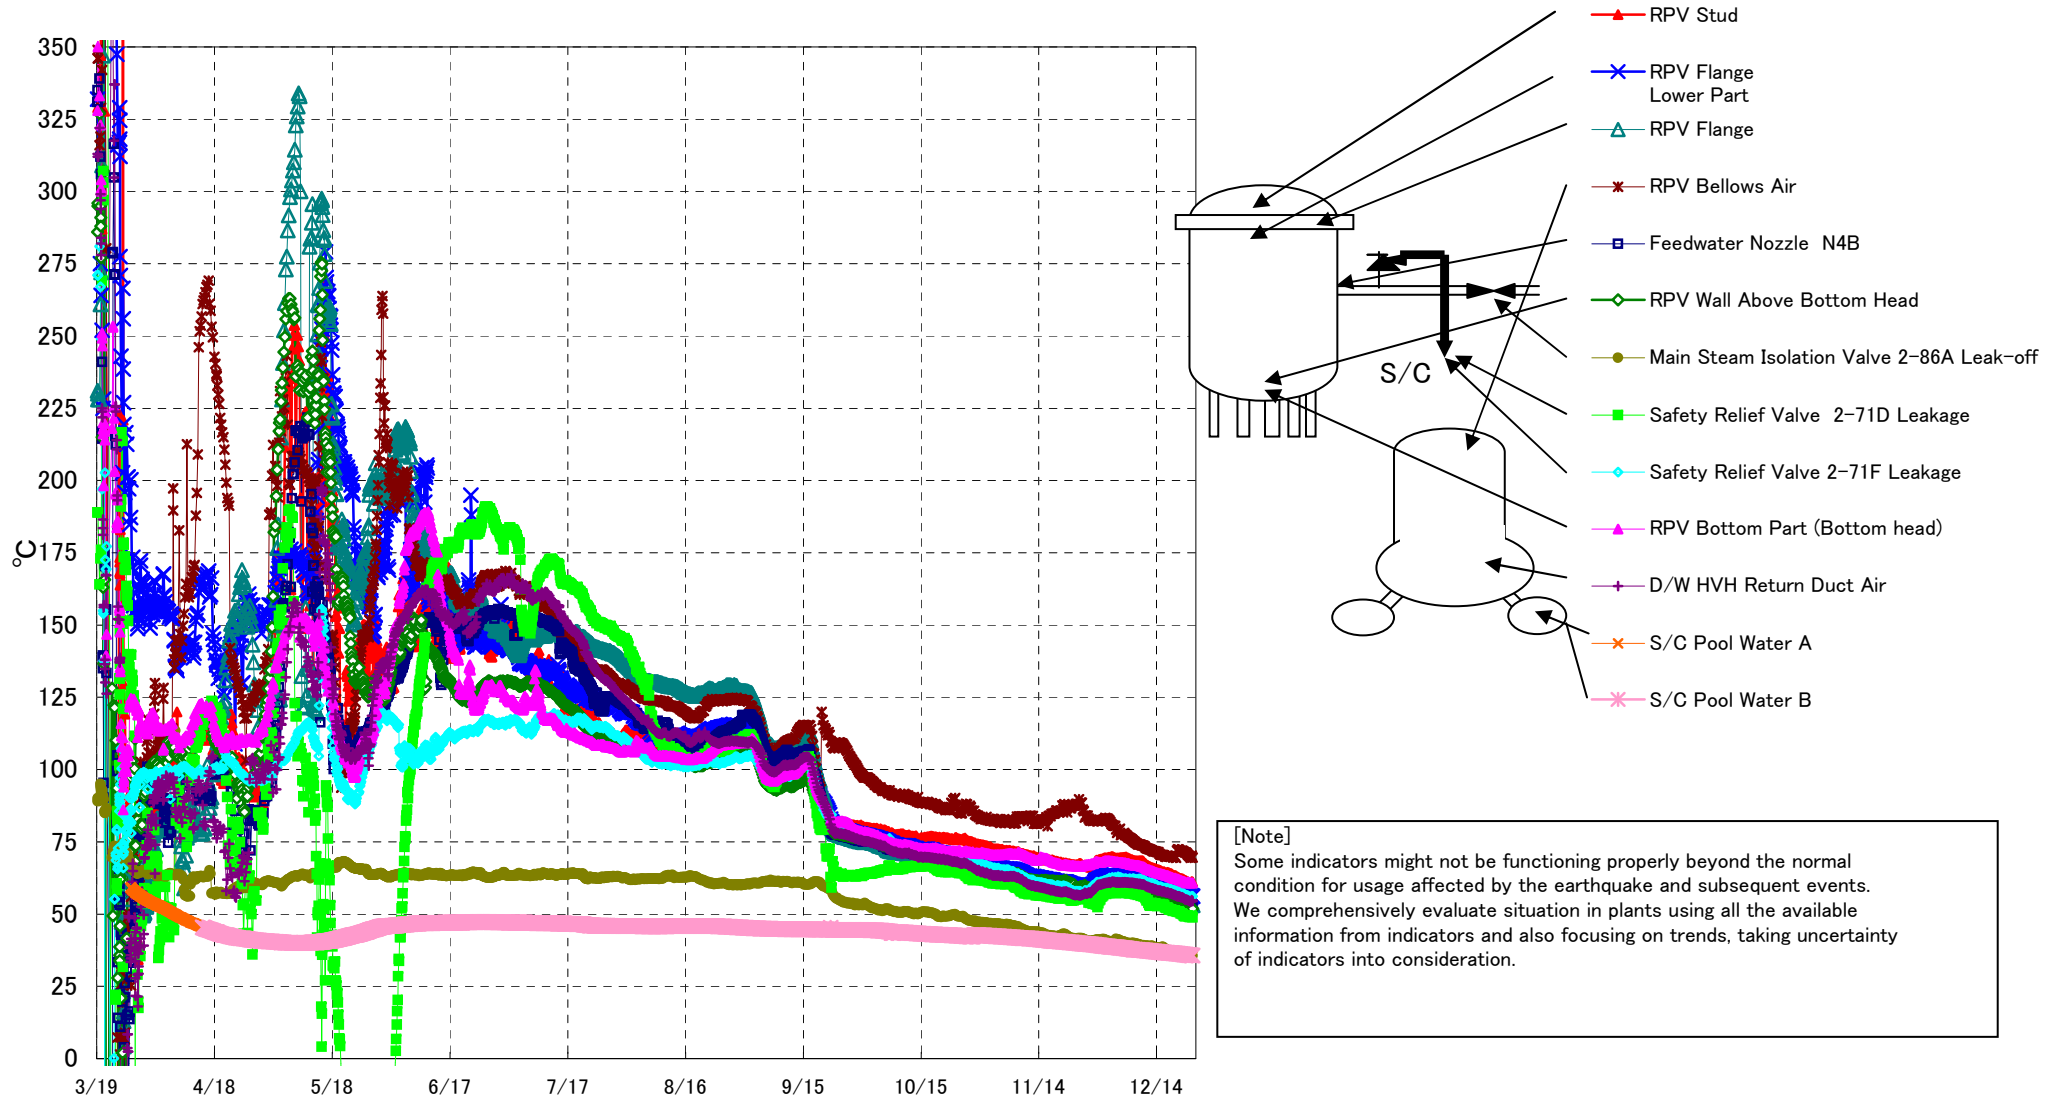 350
325
300
275
250
225
200
175
150
125
100
75
50
25
0
°C
3/19
4/18
5/18
6/17
7/17
8/16
9/15
10/15
11/14
12/14
RPV Stud
RPV Flange
Lower Part
RPV Flange
RPV Bellows Air
Feedwater Nozzle N4B
RPV Wall Above Bottom Head
Main Steam Isolation Valve 2-86A Leak-off
Safety Relief Valve 2-71D Leakage
Safety Relief Valve 2-71F Leakage
RPV Bottom Part (Bottom head)
D/W HVH Return Duct Air
S/C Pool Water A
S/C Pool Water B
S/C
[Note]
Some indicators might not be functioning properly beyond the normal
condition for usage affected by the earthquake and subsequent events.
We comprehensively evaluate situation in plants using all the available
information from indicators and also focusing on trends, taking uncertainty
of indicators into consideration.